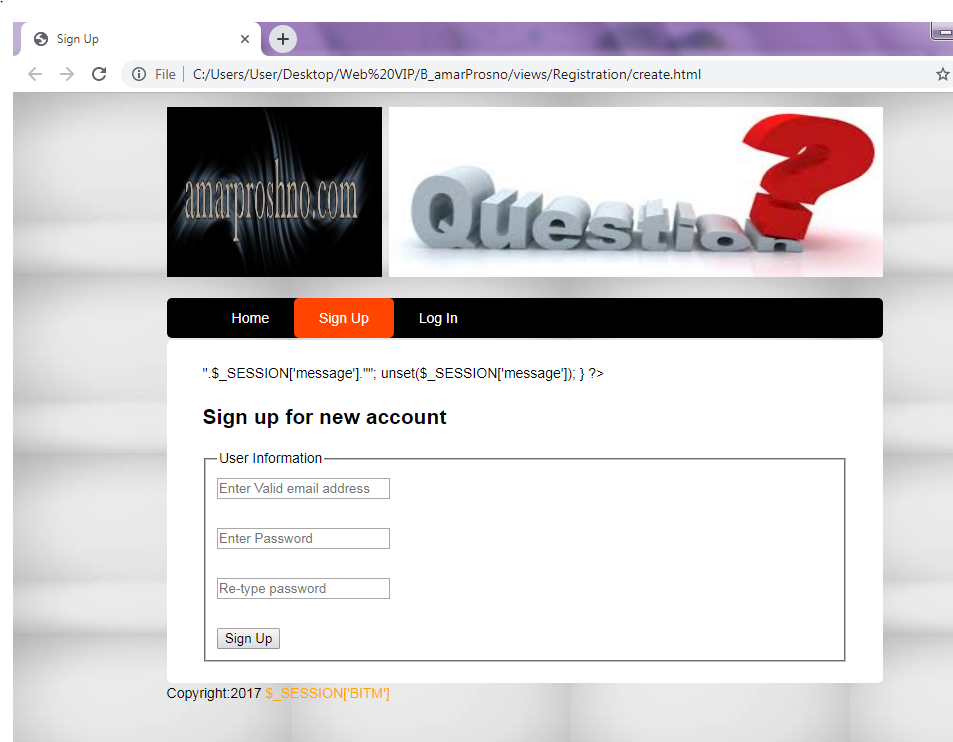 Sign Up
File C:/Users/User/Desktop/Web%20VIP/B_amarProsno/views/Registration/create.html
amarproshno.com
Question?
Home Sign Up Log In
".$_SESSION['message'].""; unset($_SESSION['message']); } ?>
Sign up for new account
User Information
Enter Valid email address
Enter Password
Re-type password
Sign Up
Copyright:2017 $_SESSION['BITM']